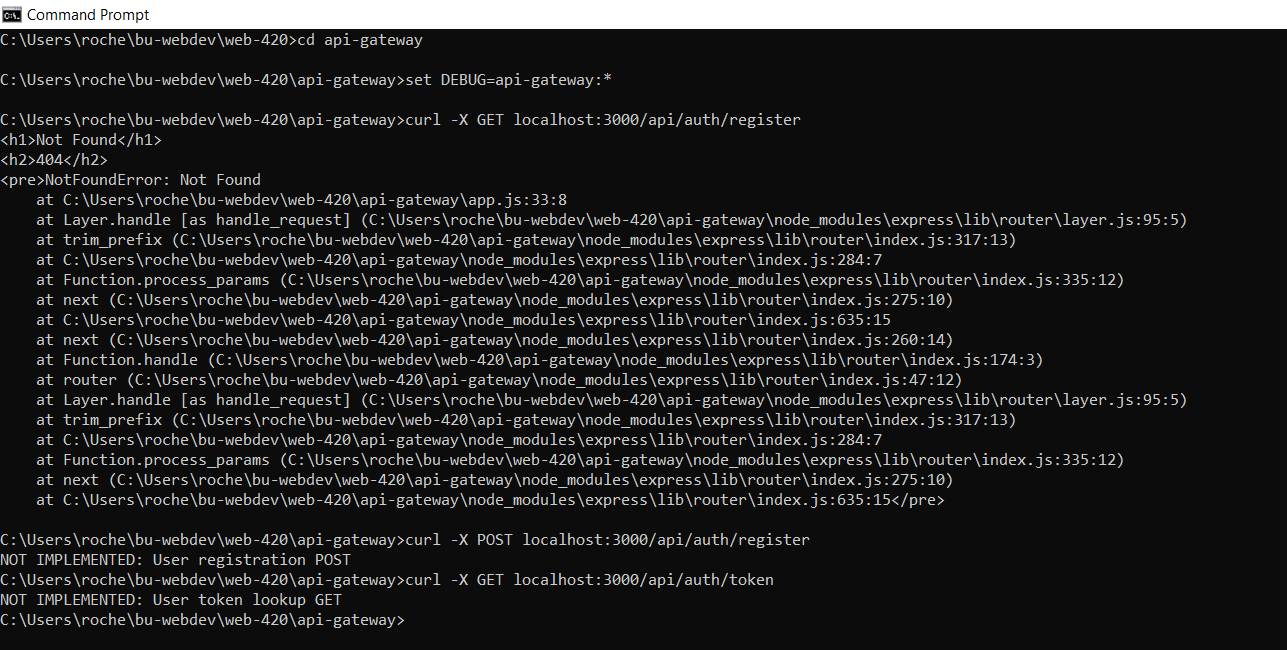 Command Prompt
C:\Users\roche\bu-webdev\web-420>cd api-gateway
C:\Users\roche\bu-webdev\web-420\api-gateway>set DEBUG=api-gateway:*
C:\Users\roche\bu-webdev\web-420\api-gateway>curl -X GET localhost:3000/api/auth/register
<h1>Not Found</h1>
<h2>404</h2>
<pre>NotFoundError: Not Found
    at C:\Users\roche\bu-webdev\web-420\api-gateway\app.js:33:8
    at Layer.handle [as handle_request] (C:\Users\roche\bu-webdev\web-420\api-gateway\node_modules\express\lib\router\layer.js:95:5)
    at trim_prefix (C:\Users\roche\bu-webdev\web-420\api-gateway\node_modules\express\lib\router\index.js:317:13)
    at C:\Users\roche\bu-webdev\web-420\api-gateway\node_modules\express\lib\router\index.js:284:7
    at Function.process_params (C:\Users\roche\bu-webdev\web-420\api-gateway\node_modules\express\lib\router\index.js:335:12)
    at next (C:\Users\roche\bu-webdev\web-420\api-gateway\node_modules\express\lib\router\index.js:275:10)
    at C:\Users\roche\bu-webdev\web-420\api-gateway\node_modules\express\lib\router\index.js:635:15
    at next (C:\Users\roche\bu-webdev\web-420\api-gateway\node_modules\express\lib\router\index.js:260:14)
    at Function.handle (C:\Users\roche\bu-webdev\web-420\api-gateway\node_modules\express\lib\router\index.js:174:3)
    at router (C:\Users\roche\bu-webdev\web-420\api-gateway\node_modules\express\lib\router\index.js:47:12)
    at Layer.handle [as handle_request] (C:\Users\roche\bu-webdev\web-420\api-gateway\node_modules\express\lib\router\layer.js:95:5)
    at trim_prefix (C:\Users\roche\bu-webdev\web-420\api-gateway\node_modules\express\lib\router\index.js:317:13)
    at C:\Users\roche\bu-webdev\web-420\api-gateway\node_modules\express\lib\router\index.js:284:7
    at Function.process_params (C:\Users\roche\bu-webdev\web-420\api-gateway\node_modules\express\lib\router\index.js:335:12)
    at next (C:\Users\roche\bu-webdev\web-420\api-gateway\node_modules\express\lib\router\index.js:275:10)
    at C:\Users\roche\bu-webdev\web-420\api-gateway\node_modules\express\lib\router\index.js:635:15</pre>
C:\Users\roche\bu-webdev\web-420\api-gateway>curl -X POST localhost:3000/api/auth/register
NOT IMPLEMENTED: User registration POST
C:\Users\roche\bu-webdev\web-420\api-gateway>curl -X GET localhost:3000/api/auth/token
NOT IMPLEMENTED: User token lookup GET
C:\Users\roche\bu-webdev\web-420\api-gateway>